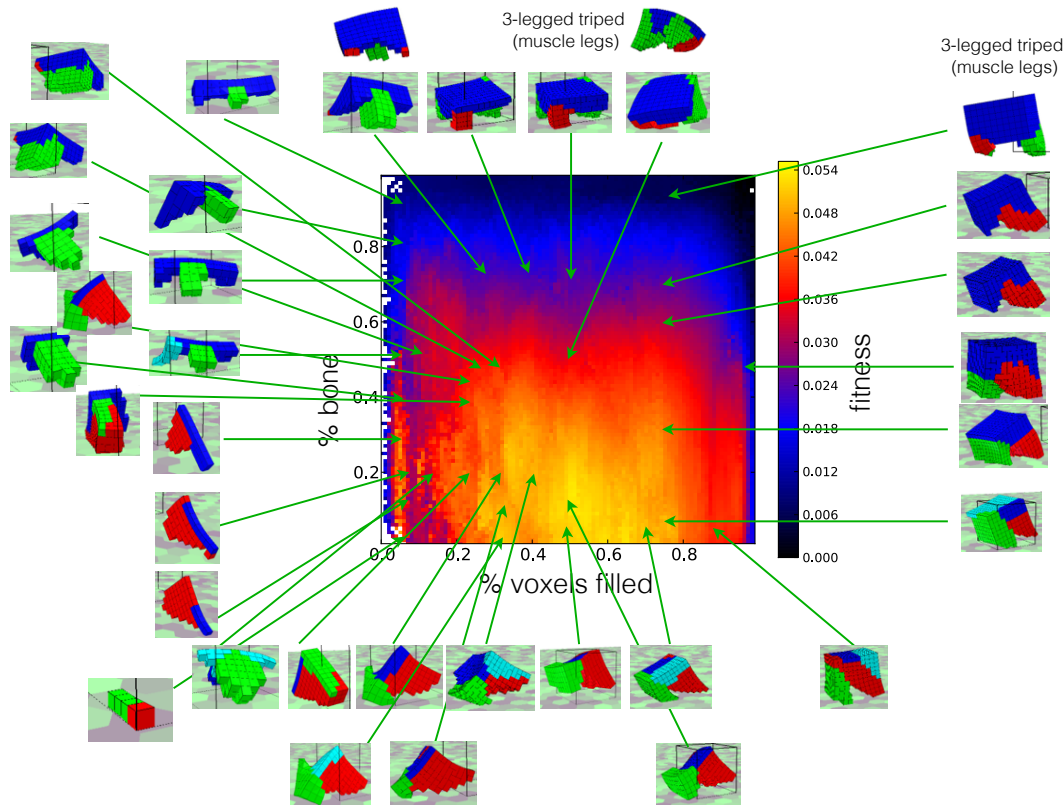 3-legged triped
(muscle legs)
3-legged triped
(muscle legs)
0.054
0.048
0.042
0.036
0.030
0.024
0.018
0.012
0.006
0.000
fitness
0.8
0.6
0.4
0.2
% bone
0.0
0.2
0.4
0.6
0.8
% voxels filled